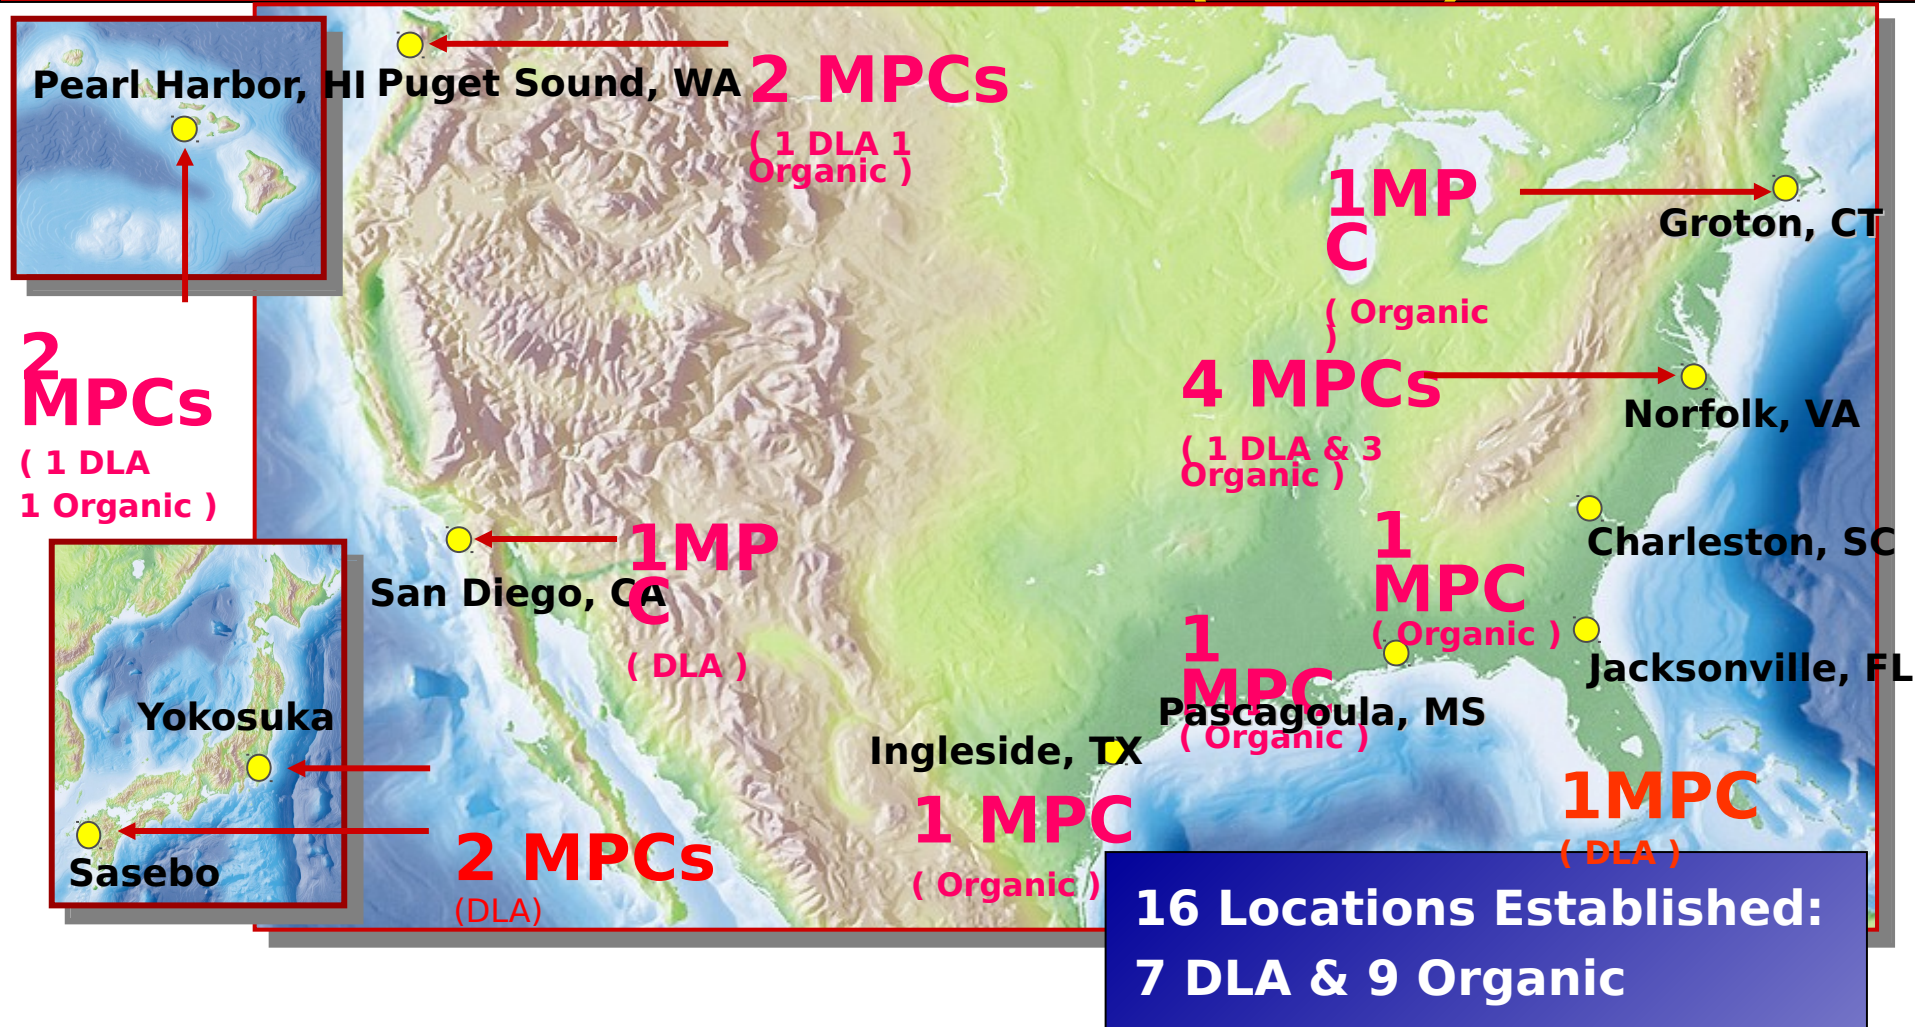 Pearl Harbor, HI
Puget Sound, WA
2 MPCs
( 1 DLA 1
Organic )
1MP
C
( Organic
)
Groton, CT
2
MPCs
( 1 DLA
1 Organic )
4 MPCs
( 1 DLA & 3
Organic )
Norfolk, VA
1MP
C
( DLA )
San Diego, CA
1
MPC
( Organic )
Charleston, SC
1
MPC
( Organic )
Pascagoula, MS
Jacksonville, FL
Yokosuka
Sasebo
2 MPCs
(DLA)
Ingleside, TX
1 MPC
( Organic )
1MPC
( DLA )
16 Locations Established:
7 DLA & 9 Organic